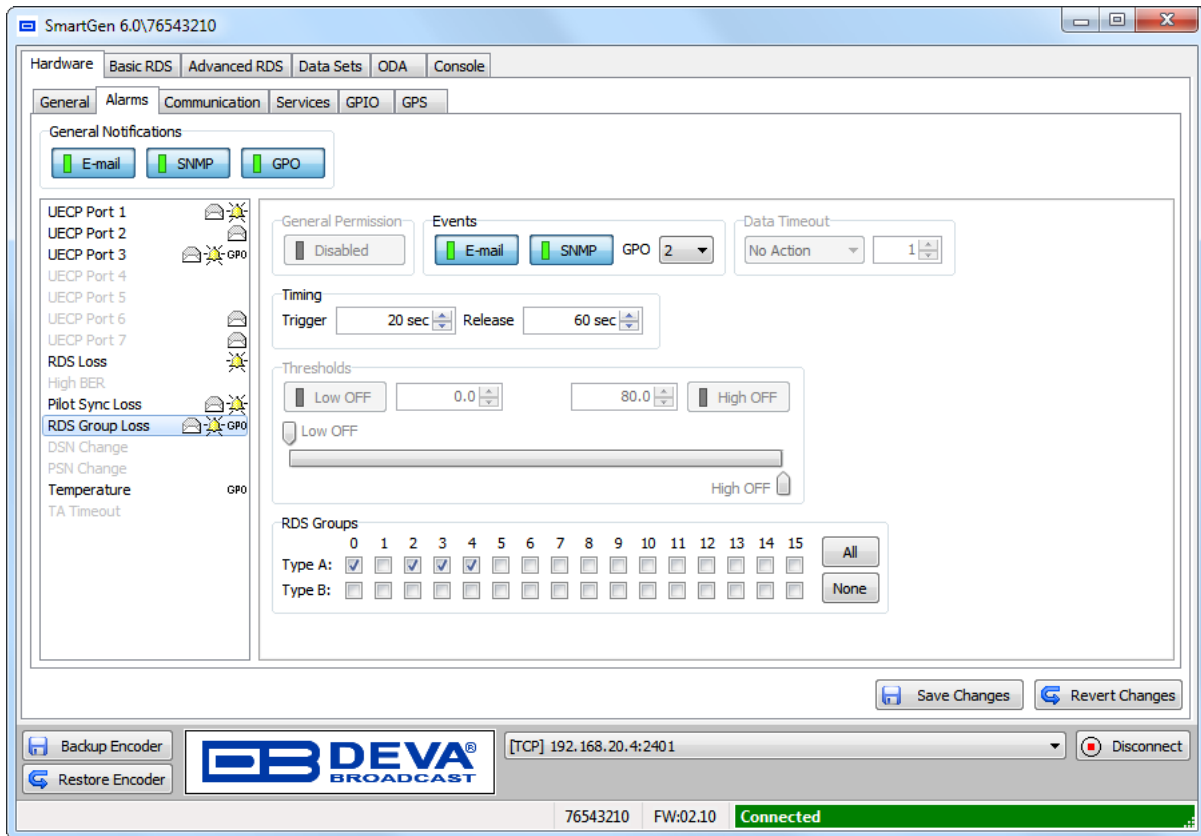 SmartGen 6.0\76543210
Hardware Basic RDS Advanced RDS Data Sets ODA Console
General Alarms Communication Services GPIO GPS
General Notifications
E-mail SNMP GPO
UECP Port 1
UECP Port 2
UECP Port 3 GPO
UECP Port 4
UECP Port 5
UECP Port 6
UECP Port 7
RDS Loss
High BER
Pilot Sync Loss
RDS Group Loss GPO
DSN Change
PSN Change
Temperature GPO
TA Timeout
General Permission
Disabled
Events
E-mail SNMP GPO 2
Data Timeout
No Action 1
Timing
Trigger 20 sec Release 60 sec
Thresholds
Low OFF 0.0 80.0 High OFF
Low OFF
High OFF
RDS Groups
0 1 2 3 4 5 6 7 8 9 10 11 12 13 14 15
Type A:
Type B:
All
None
Save Changes Revert Changes
Backup Encoder
Restore Encoder
DEVA®
BROADCAST
[TCP] 192.168.20.4:2401
Disconnect
76543210 FW:02.10 Connected